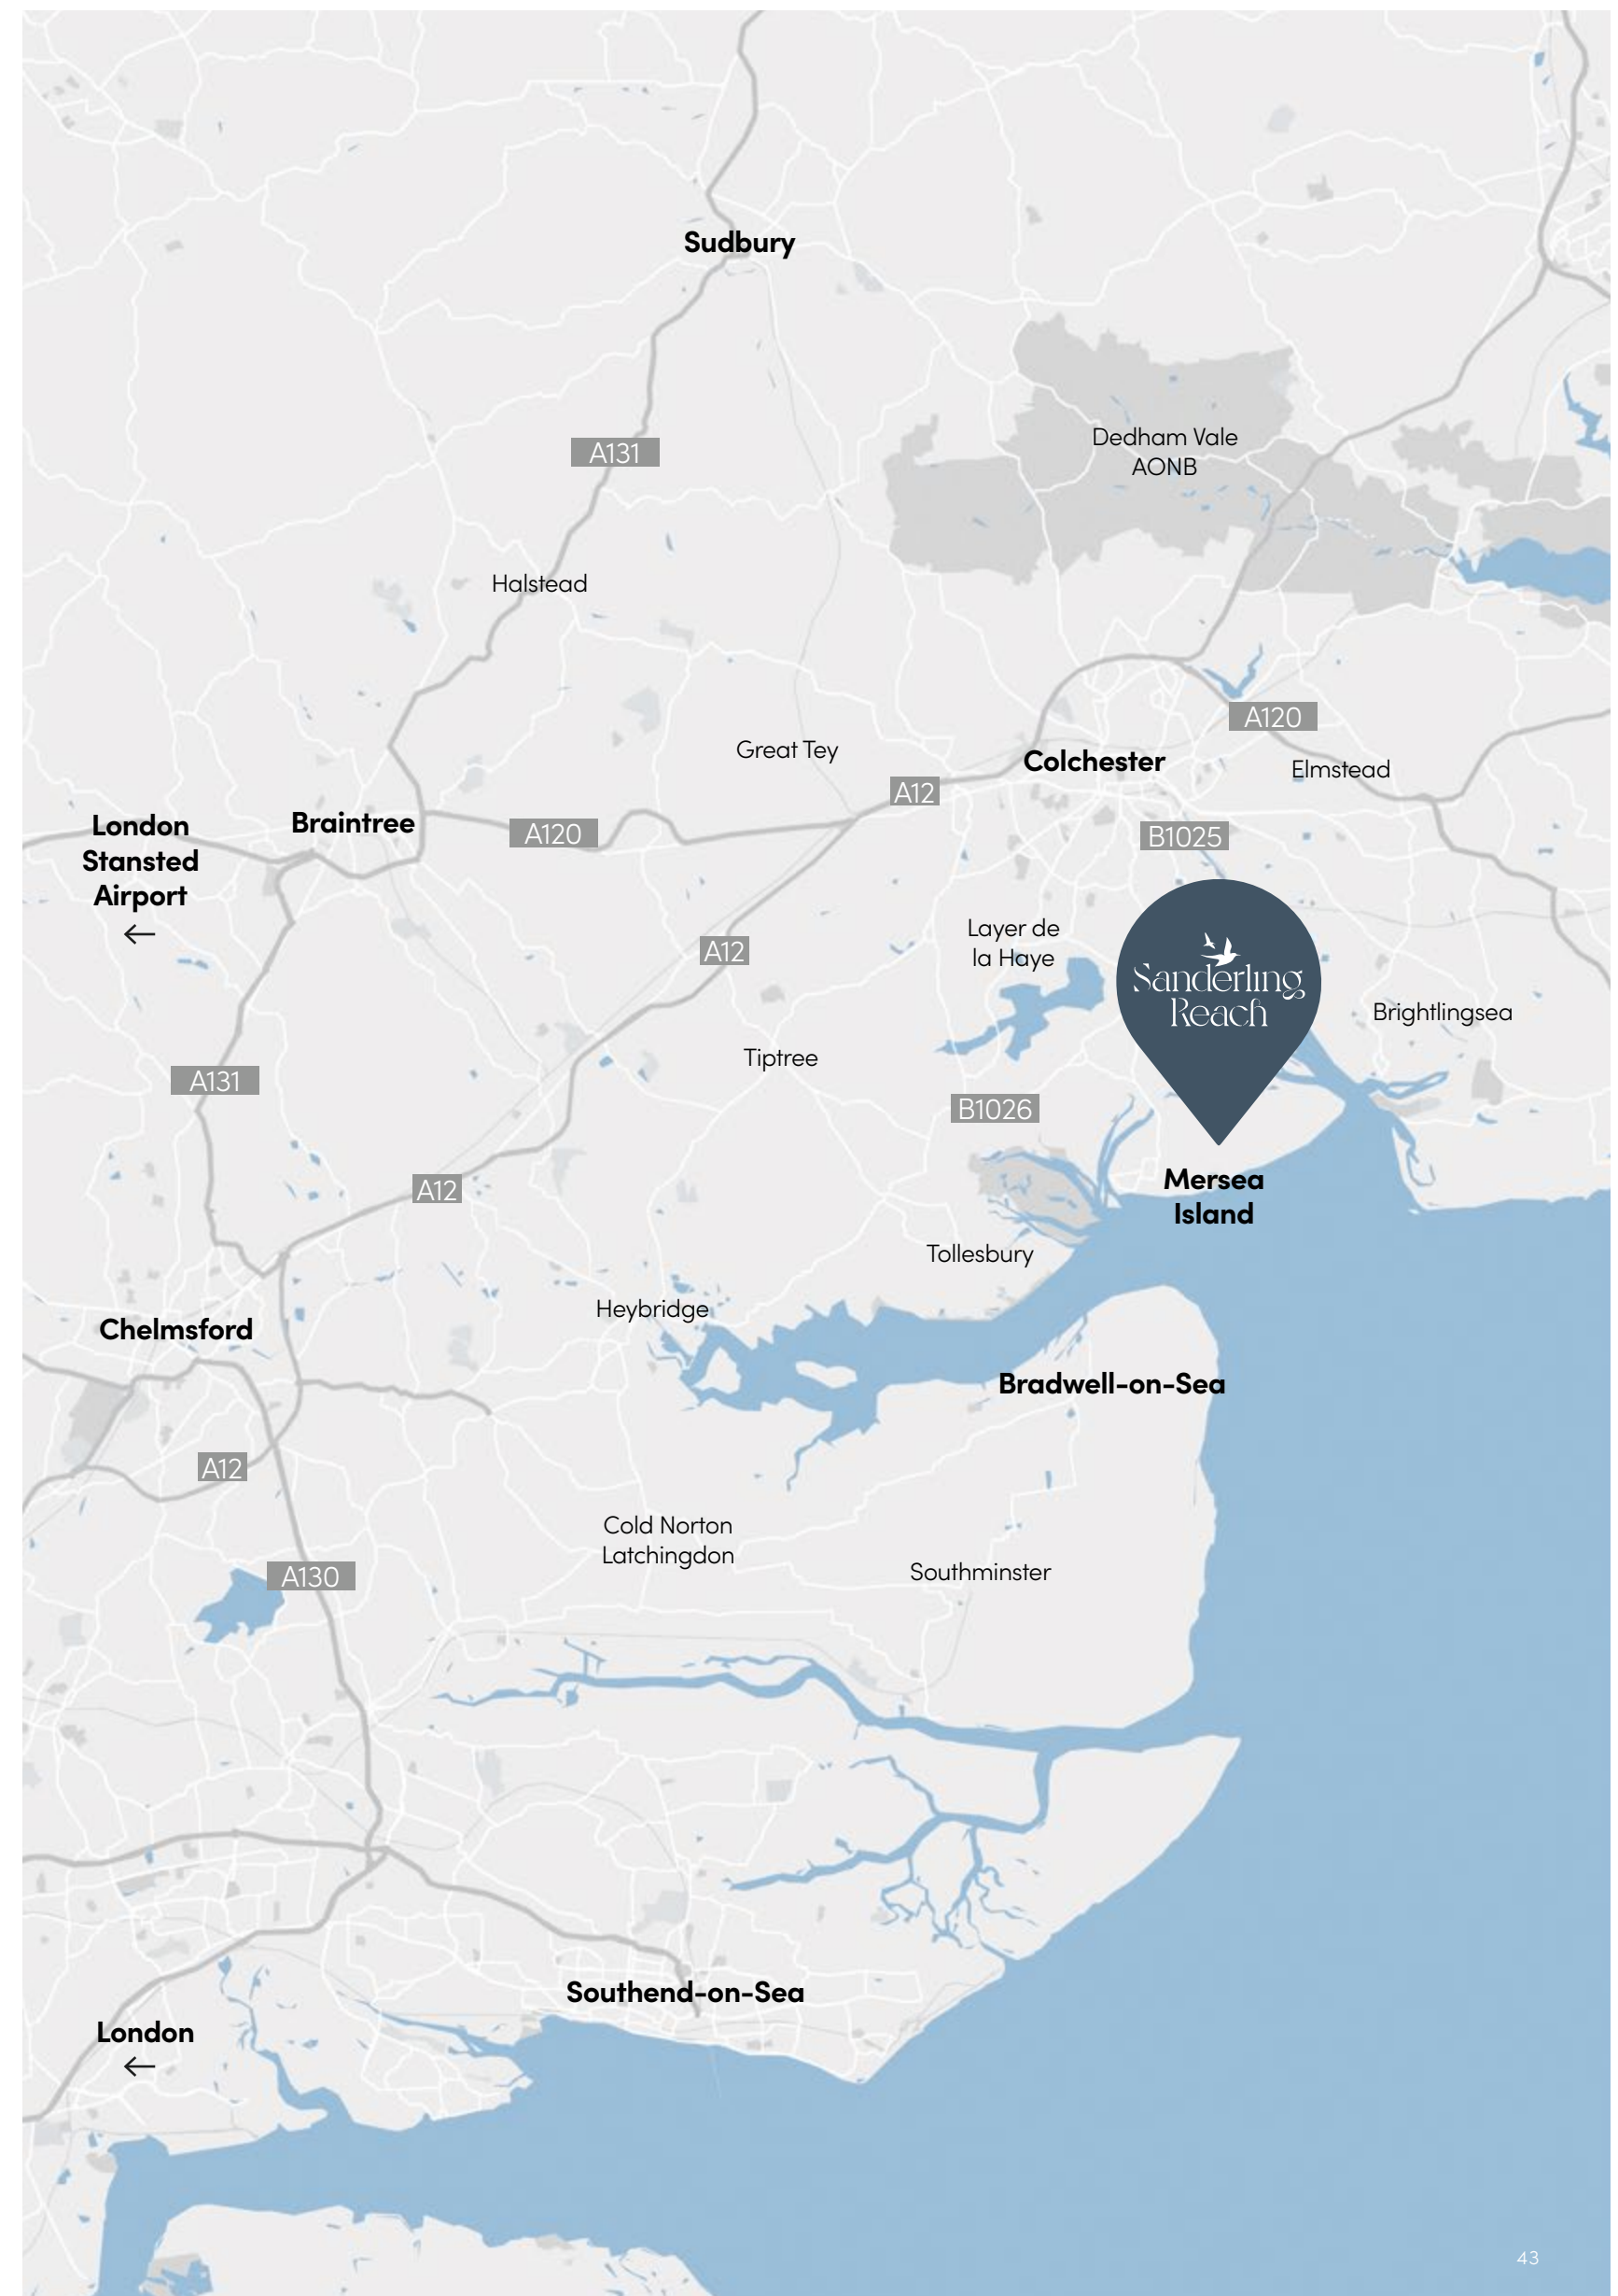 Sudbury
Dedham Vale
AONB
A131
Halstead
A120
Great Tey
Colchester
Elmstead
A12
London
Stansted
Airport
←
Braintree
A120
B1025
Layer de
la Haye
A12
Sanderling
Reach
Brightlingsea
Tiptree
A131
B1026
A12
Mersea
Island
Tollesbury
Heybridge
Chelmsford
Bradwell-on-Sea
A12
Cold Norton
Latchingdon
Southminster
A130
Southend-on-Sea
London
←
43